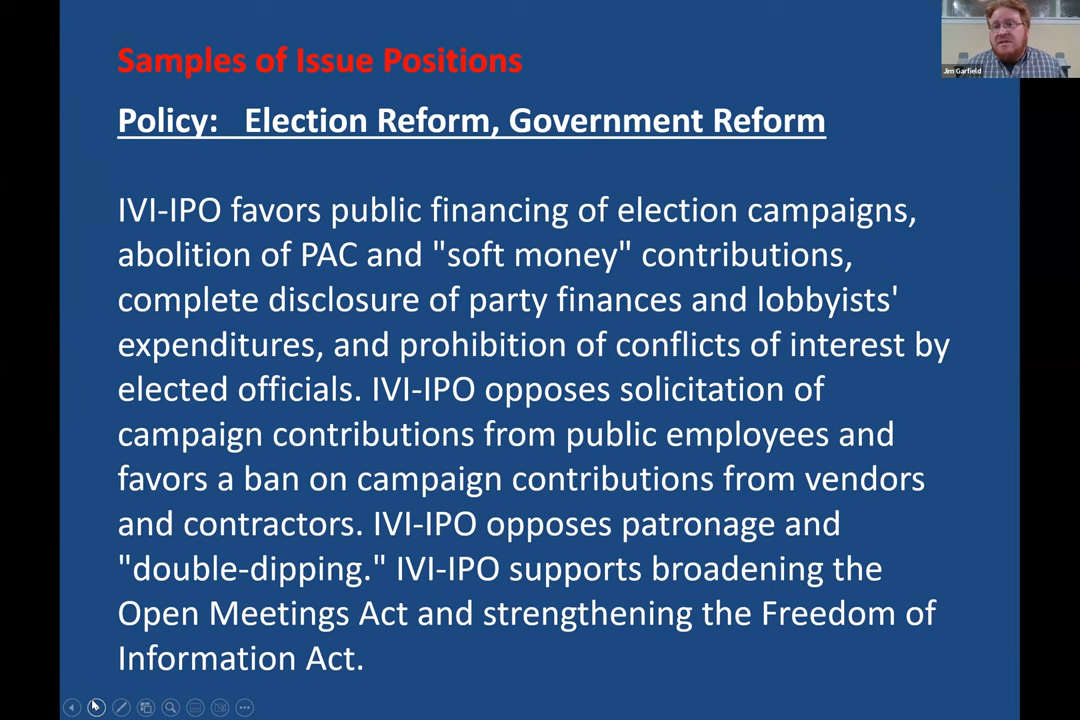 Samples of Issue Positions
Jim Garfield
Policy: Election Reform, Government Reform
IVI-IPO favors public financing of election campaigns,
abolition of PAC and "soft money" contributions,
complete disclosure of party finances and lobbyists'
expenditures, and prohibition of conflicts of interest by
elected officials. IVI-IPO opposes solicitation of
campaign contributions from public employees and
favors a ban on campaign contributions from vendors
and contractors. IVI-IPO opposes patronage and
"double-dipping." IVI-IPO supports broadening the
Open Meetings Act and strengthening the Freedom of
Information Act.